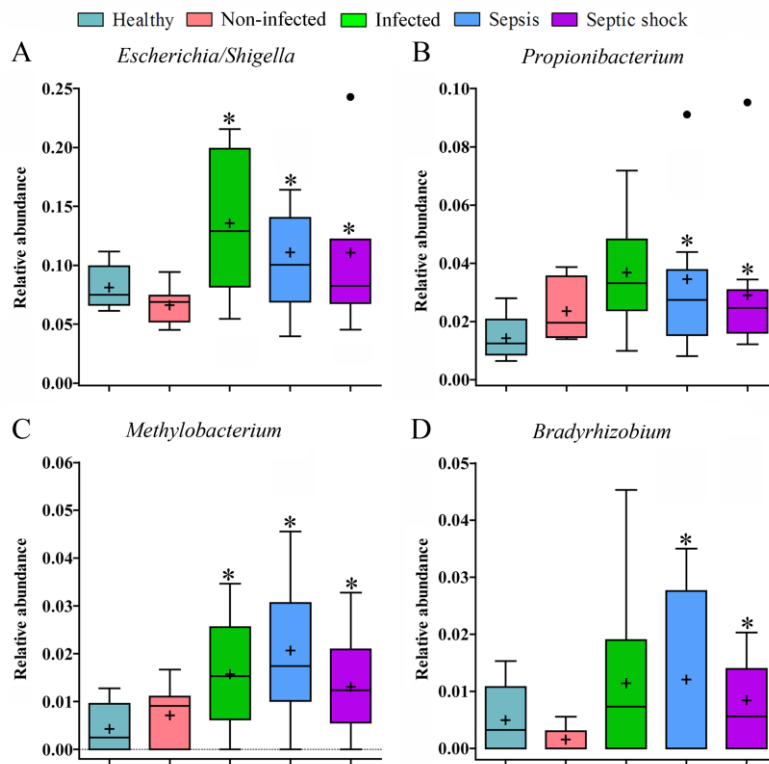 Healthy Non-infected Infected Sepsis Septic shock
A Escherichia/Shigella
Relative abundance
0.25
0.20
0.15
0.10
0.05
0.00
* * *
B Propionibacterium
Relative abundance
0.10
0.08
0.06
0.04
0.02
0.00
* *
C Methylobacterium
Relative abundance
0.06
0.05
0.04
0.03
0.02
0.01
0.00
* * *
D Bradyrhizobium
Relative abundance
0.05
0.04
0.03
0.02
0.01
0.00
* *